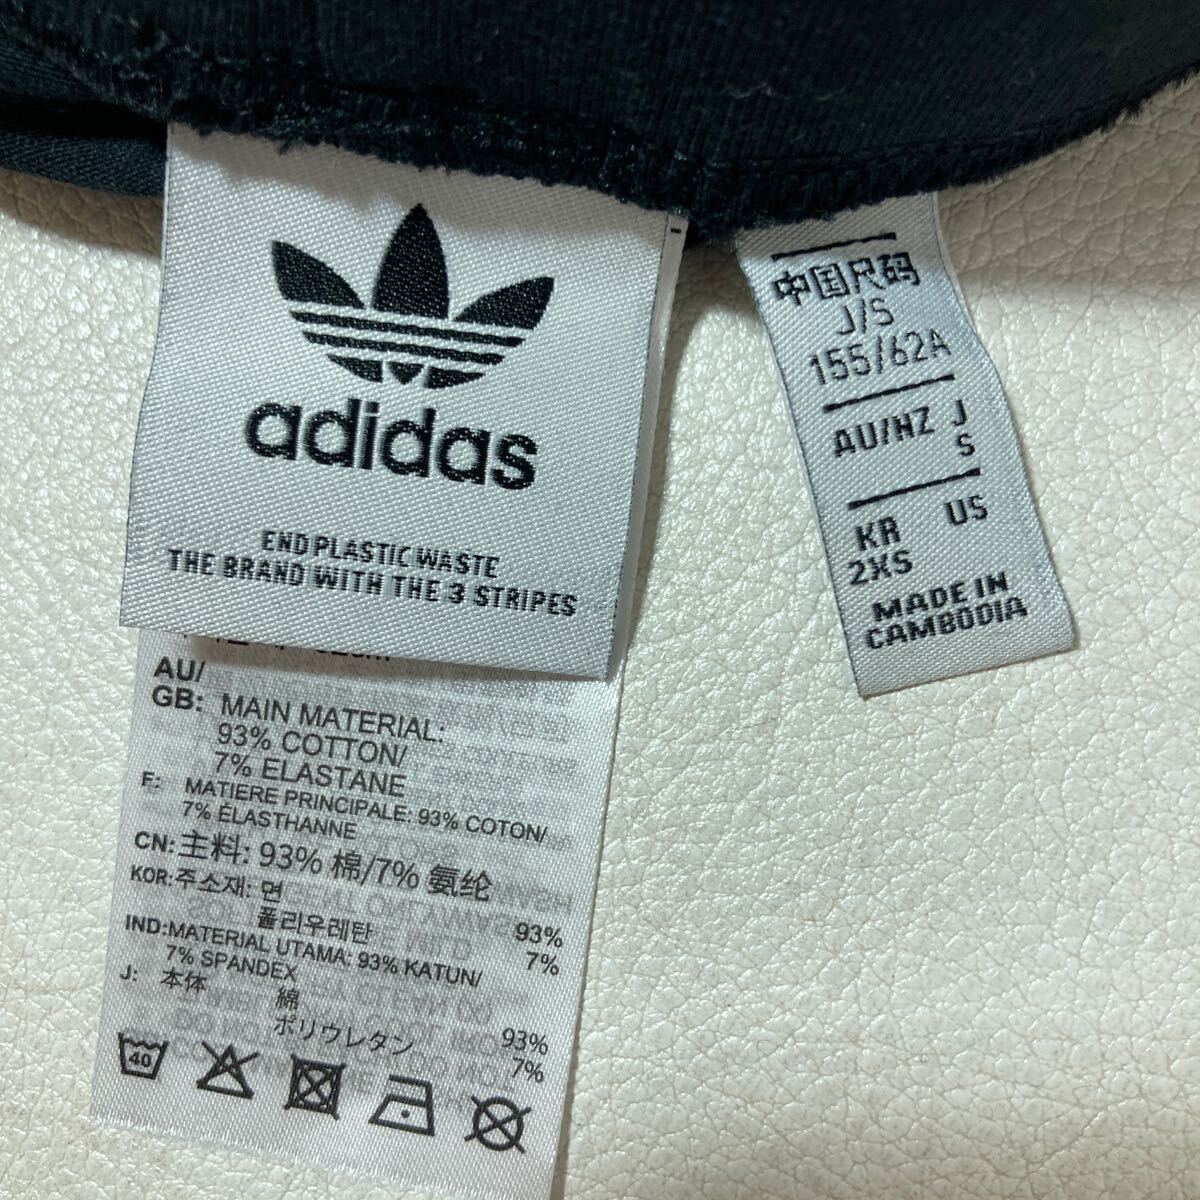 adidas
END PLASTIC WASTE
THE BRAND WITH THE 3 STRIPES
中国尺码
J/S
155/62A
AU/NZ J
S
KR US
2XS
MADE IN
CAMBODIA
AU/
GB: MAIN MATERIAL:
93% COTTON/
7% ELASTANE
F: MATIERE PRINCIPALE: 93% COTON/
7% ÉLASTHANNE
CN: 主料: 93% 棉/7% 氨纶
KOR: 주소재: 면 93%
폴리우레탄 7%
IND: MATERIAL UTAMA: 93% KATUN/
7% SPANDEX
J: 本体 綿 93%
ポリウレタン 7%
40